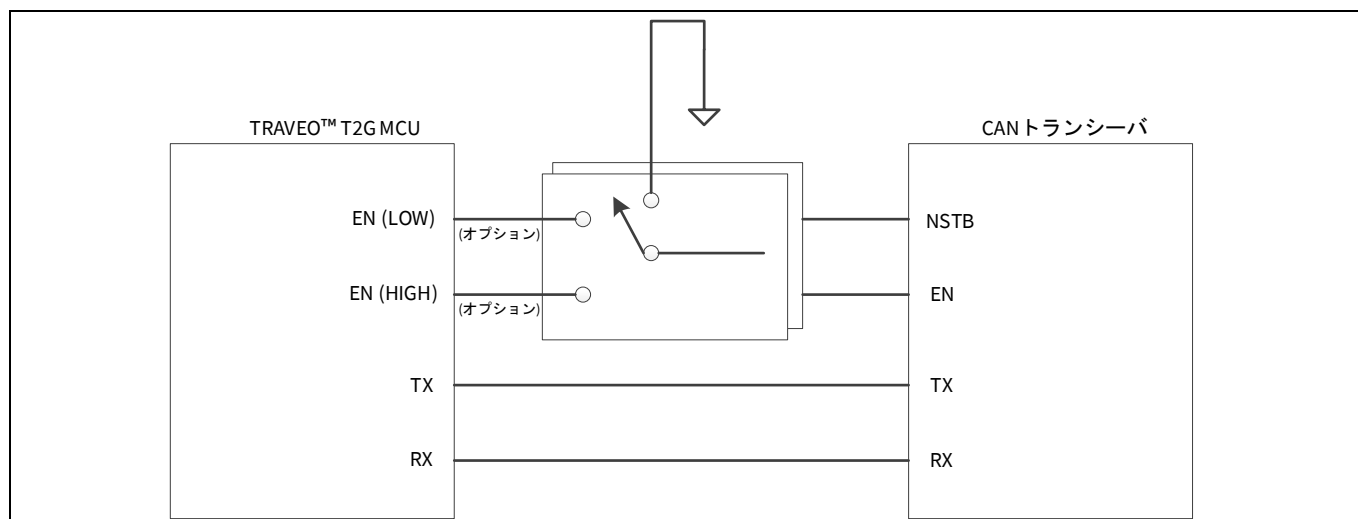 TRAVEO™ T2G MCU
CANトランシーバ
EN (LOW)
(オプション)
NSTB
EN (HIGH)
(オプション)
EN
TX
TX
RX
RX